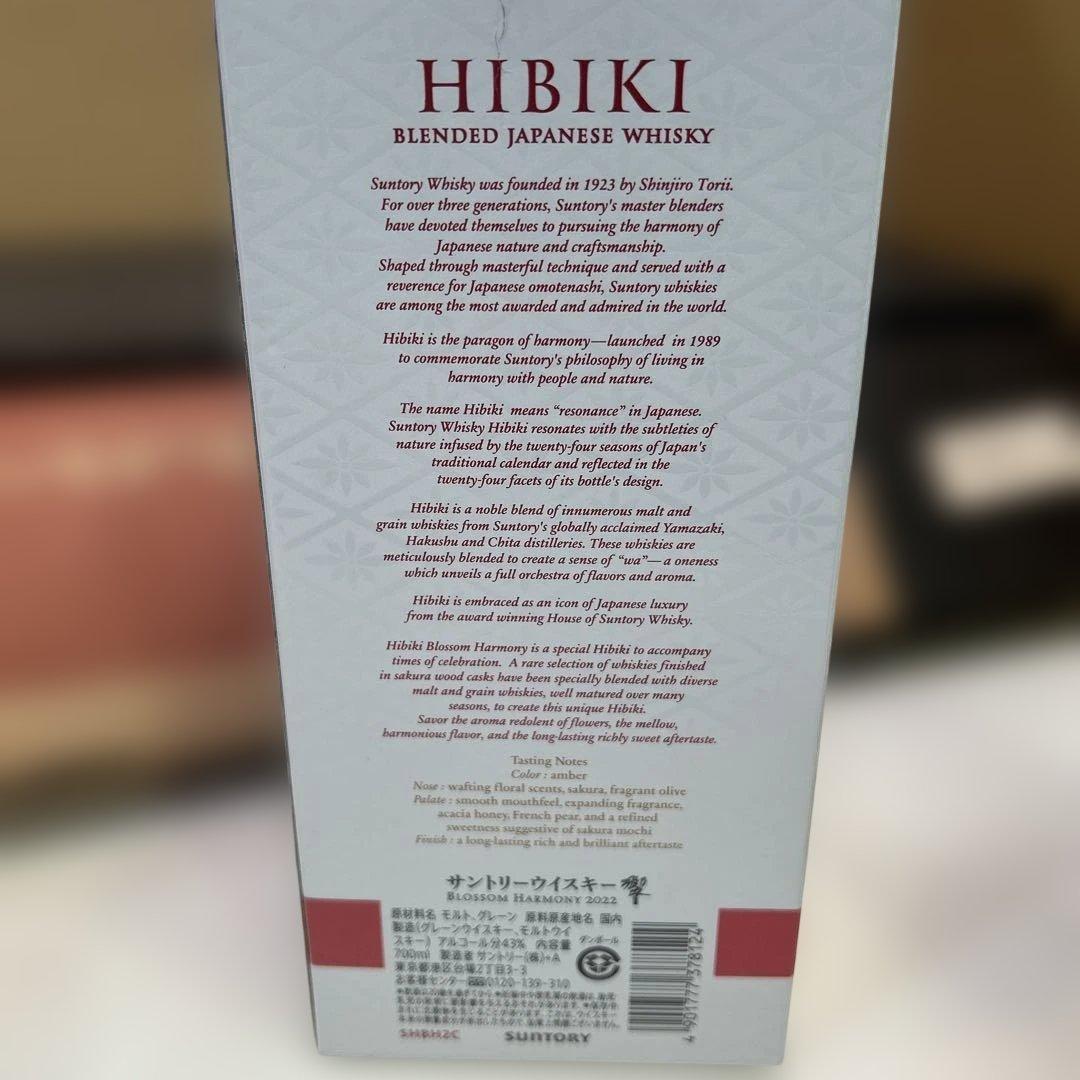 HIBIKI
BLENDED JAPANESE WHISKY
Suntory Whisky was founded in 1923 by Shinjiro Torii.
For over three generations, Suntory's master blenders
have devoted themselves to pursuing the harmony of
Japanese nature and craftsmanship.
Shaped through masterful technique and served with a
reverence for Japanese omotenashi, Suntory whiskies
are among the most awarded and admired in the world.
Hibiki is the paragon of harmony—launched in 1989
to commemorate Suntory's philosophy of living in
harmony with people and nature.
The name Hibiki means “resonance” in Japanese.
Suntory Whisky Hibiki resonates with the subtleties of
nature infused by the twenty-four seasons of Japan's
traditional calendar and reflected in the
twenty-four facets of its bottle's design.
Hibiki is a noble blend of innumerous malt and
grain whiskies from Suntory's globally acclaimed Yamazaki,
Hakushu and Chita distilleries. These whiskies are
meticulously blended to create a sense of “wa”—a oneness
which unveils a full orchestra of flavors and aroma.
Hibiki is embraced as an icon of Japanese luxury
from the award winning House of Suntory Whisky.
Hibiki Blossom Harmony is a special Hibiki to accompany
times of celebration. A rare selection of whiskies finished
in sakura wood casks have been specially blended with diverse
malt and grain whiskies, well matured over many
seasons, to create this unique Hibiki.
Savor the aroma redolent of flowers, the mellow,
harmonious flavor, and the long-lasting richly sweet aftertaste.
Tasting Notes
Color : amber
Nose : wafting floral scents, sakura, fragrant olive
Palate : smooth mouthfeel, expanding fragrance,
acacia honey, French pear, and a refined
sweetness suggestive of sakura mochi
Finish : a long-lasting rich and brilliant aftertaste
サントリーウイスキー 響
BLOSSOM HARMONY 2022
原材料名 モルト、グレーン 原料原産地名 国内
製造(グレーンウイスキー、モルトウイ
スキー) アルコール分43% 内容量
700ml 製造者 サントリー(株)+A
東京都港区台場2丁目3-3
お客様センター 0120-139-310
ダンボール
4901777378124
SHBH2C
SUNTORY